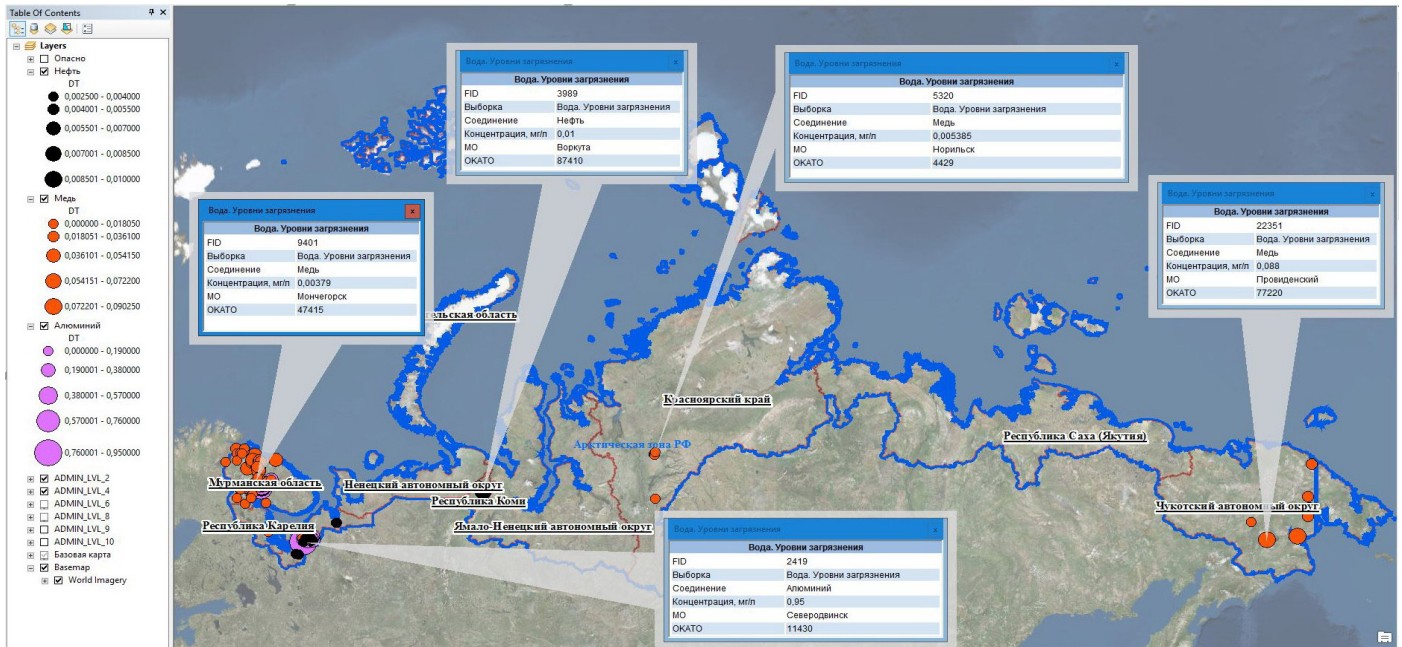 Table Of Contents
Layers
Опасно
Нефть
DT
0,002500 - 0,004000
0,004001 - 0,005500
0,005501 - 0,007000
0,007001 - 0,008500
0,008501 - 0,010000
Медь
DT
0,000000 - 0,018050
0,018051 - 0,036100
0,036101 - 0,054150
0,054151 - 0,072200
0,072201 - 0,090250
Алюминий
DT
0,000000 - 0,190000
0,190001 - 0,380000
0,380001 - 0,570000
0,570001 - 0,760000
0,760001 - 0,950000
ADMIN_LVL_2
ADMIN_LVL_4
ADMIN_LVL_6
ADMIN_LVL_8
ADMIN_LVL_9
ADMIN_LVL_10
Базовая карта
Basemap
World Imagery
Вода. Уровни загрязнения
Вода. Уровни загрязнения
FID 9401
Выборка Вода. Уровни загрязнения
Соединение Медь
Концентрация, мг/л 0,00379
МО Мончегорск
ОКАТО 47415
Вода. Уровни загрязнения
Вода. Уровни загрязнения
FID 3989
Выборка Вода. Уровни загрязнения
Соединение Нефть
Концентрация, мг/л 0,01
МО Воркута
ОКАТО 87410
Вода. Уровни загрязнения
Вода. Уровни загрязнения
FID 5320
Выборка Вода. Уровни загрязнения
Соединение Медь
Концентрация, мг/л 0,005385
МО Норильск
ОКАТО 4429
Вода. Уровни загрязнения
Вода. Уровни загрязнения
FID 22351
Выборка Вода. Уровни загрязнения
Соединение Медь
Концентрация, мг/л 0,088
МО Провиденский
ОКАТО 77220
тельская область
Красноярский край
Арктическая зона РФ
Республика Саха (Якутия)
Мурманская область
Ненецкий автономный округ
Республика Коми
Чукотский автономный округ
Республика Карелия
Ямало-Ненецкий автономный округ
Вода. Уровни загрязнения
Вода. Уровни загрязнения
FID 2419
Выборка Вода. Уровни загрязнения
Соединение Алюминий
Концентрация, мг/л 0,95
МО Северодвинск
ОКАТО 11430